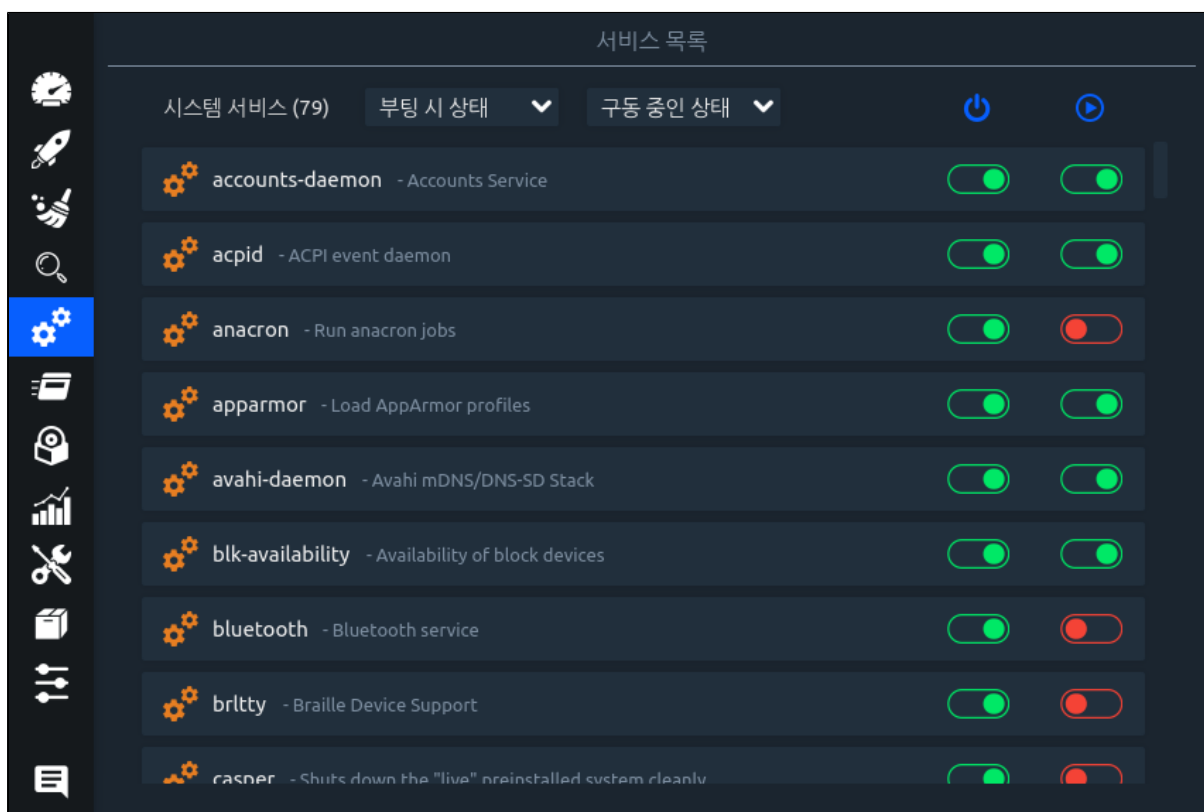 서비스 목록
시스템 서비스 (79) 부팅 시 상태 구동 중인 상태
accounts-daemon - Accounts Service
acpid - ACPI event daemon
anacron - Run anacron jobs
apparmor - Load AppArmor profiles
avahi-daemon - Avahi mDNS/DNS-SD Stack
blk-availability - Availability of block devices
bluetooth - Bluetooth service
brltty - Braille Device Support
casper - Shuts down the "live" preinstalled system cleanly